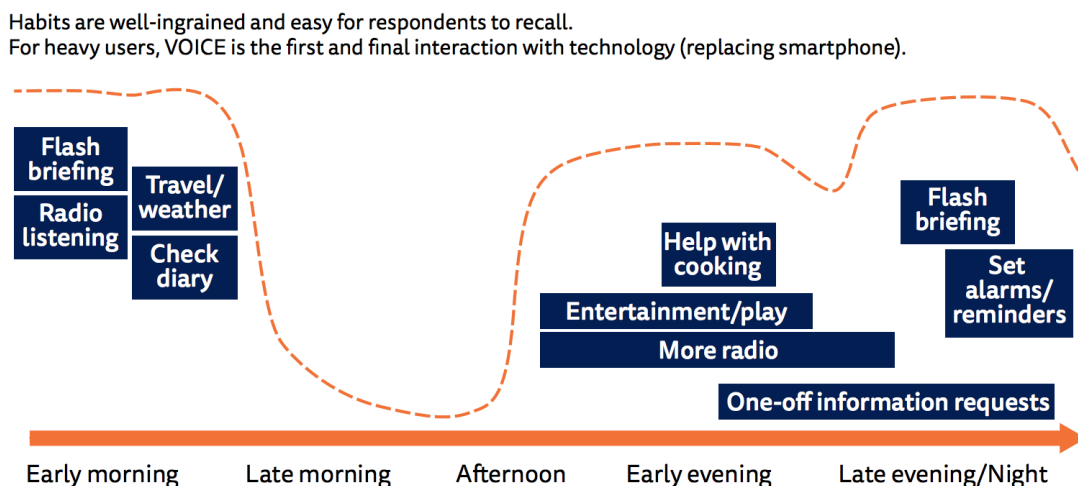 Habits are well-ingrained and easy for respondents to recall.
For heavy users, VOICE is the first and final interaction with technology (replacing smartphone).
Flash
briefing
Radio
listening
Travel/
weather
Check
diary
Help with
cooking
Entertainment/play
More radio
One-off information requests
Flash
briefing
Set
alarms/
reminders
Early morning
Late morning
Afternoon
Early evening
Late evening/Night